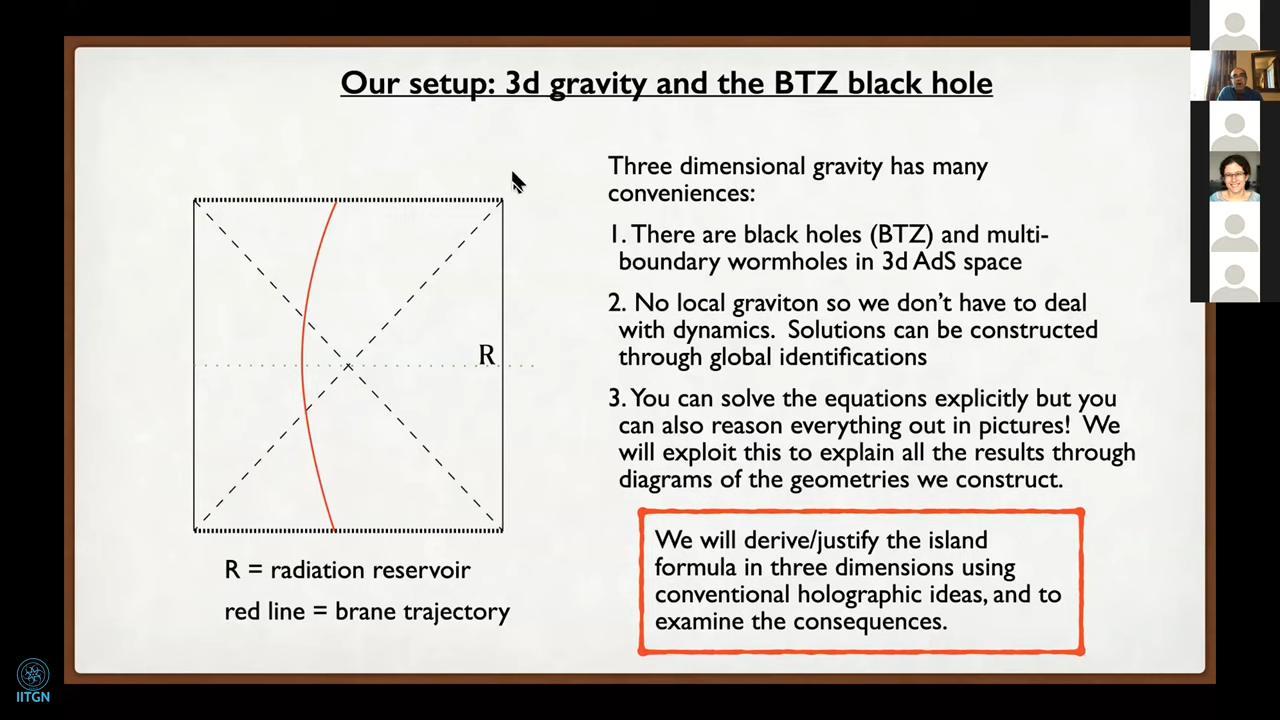 Our setup: 3d gravity and the BTZ black hole
Three dimensional gravity has many
conveniences:
1. There are black holes (BTZ) and multi-
boundary wormholes in 3d AdS space
2. No local graviton so we don't have to deal
with dynamics. Solutions can be constructed
through global identifications
3. You can solve the equations explicitly but you
can also reason everything out in pictures! We
will exploit this to explain all the results through
diagrams of the geometries we construct.
R
R = radiation reservoir
red line = brane trajectory
We will derive/justify the island
formula in three dimensions using
conventional holographic ideas, and to
examine the consequences.
IITGN